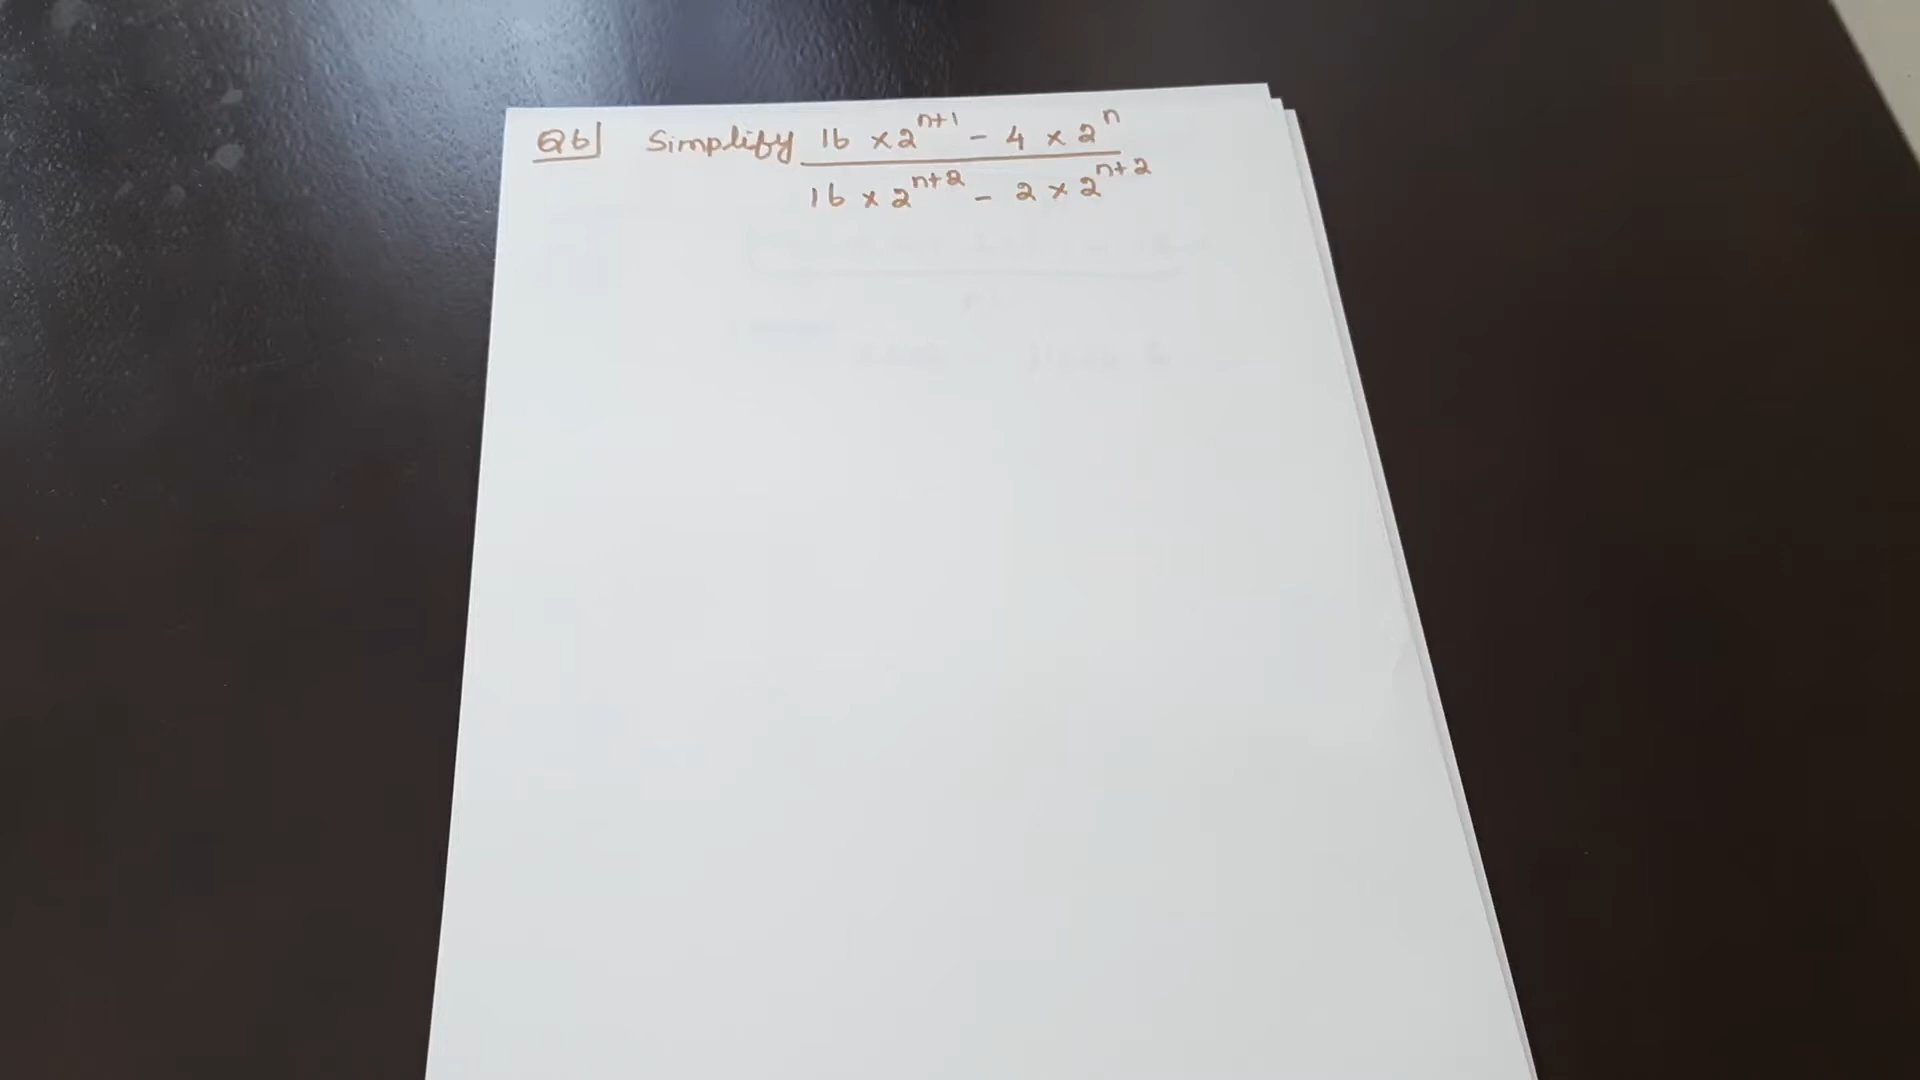 Q6] Simplify 16 × 2^{n+1} - 4 × 2^{n}
16 × 2^{n+2} - 2 × 2^{n+2}